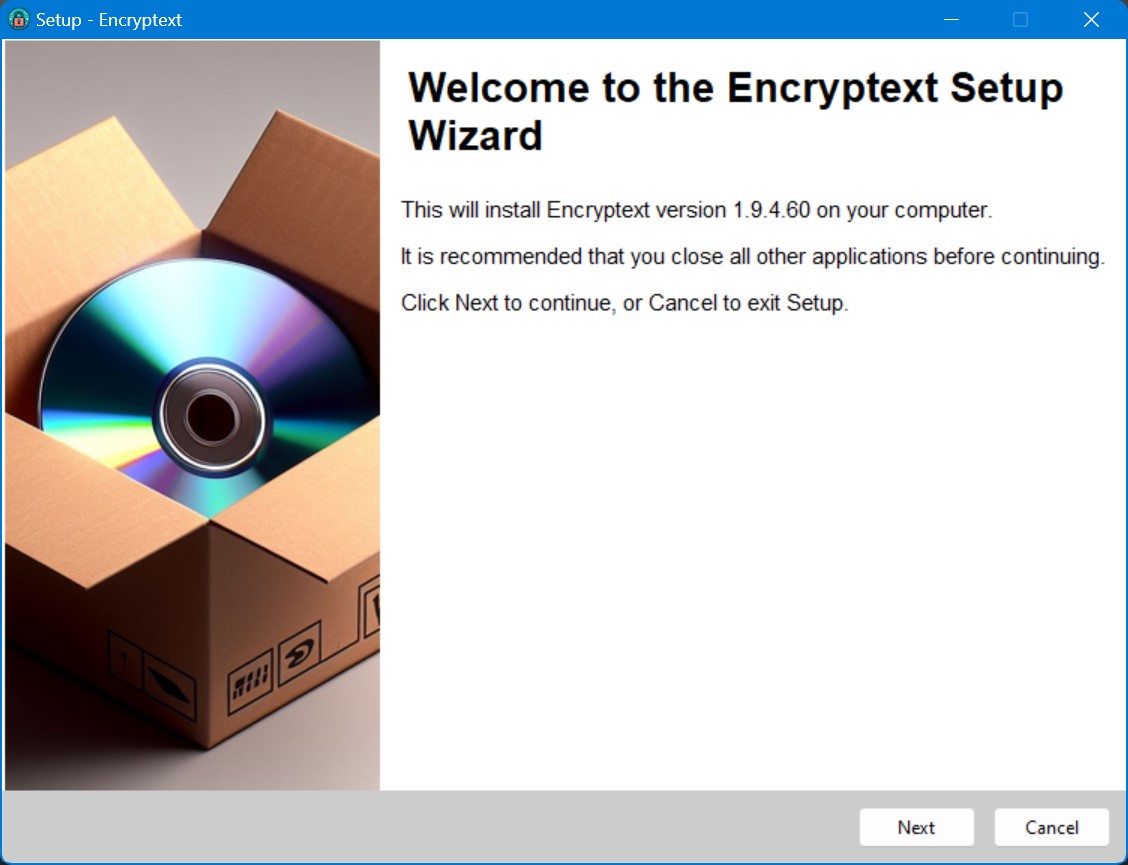 Setup - Encryptext
Welcome to the Encryptext Setup
Wizard
This will install Encryptext version 1.9.4.60 on your computer.
It is recommended that you close all other applications before continuing.
Click Next to continue, or Cancel to exit Setup.
Next
Cancel